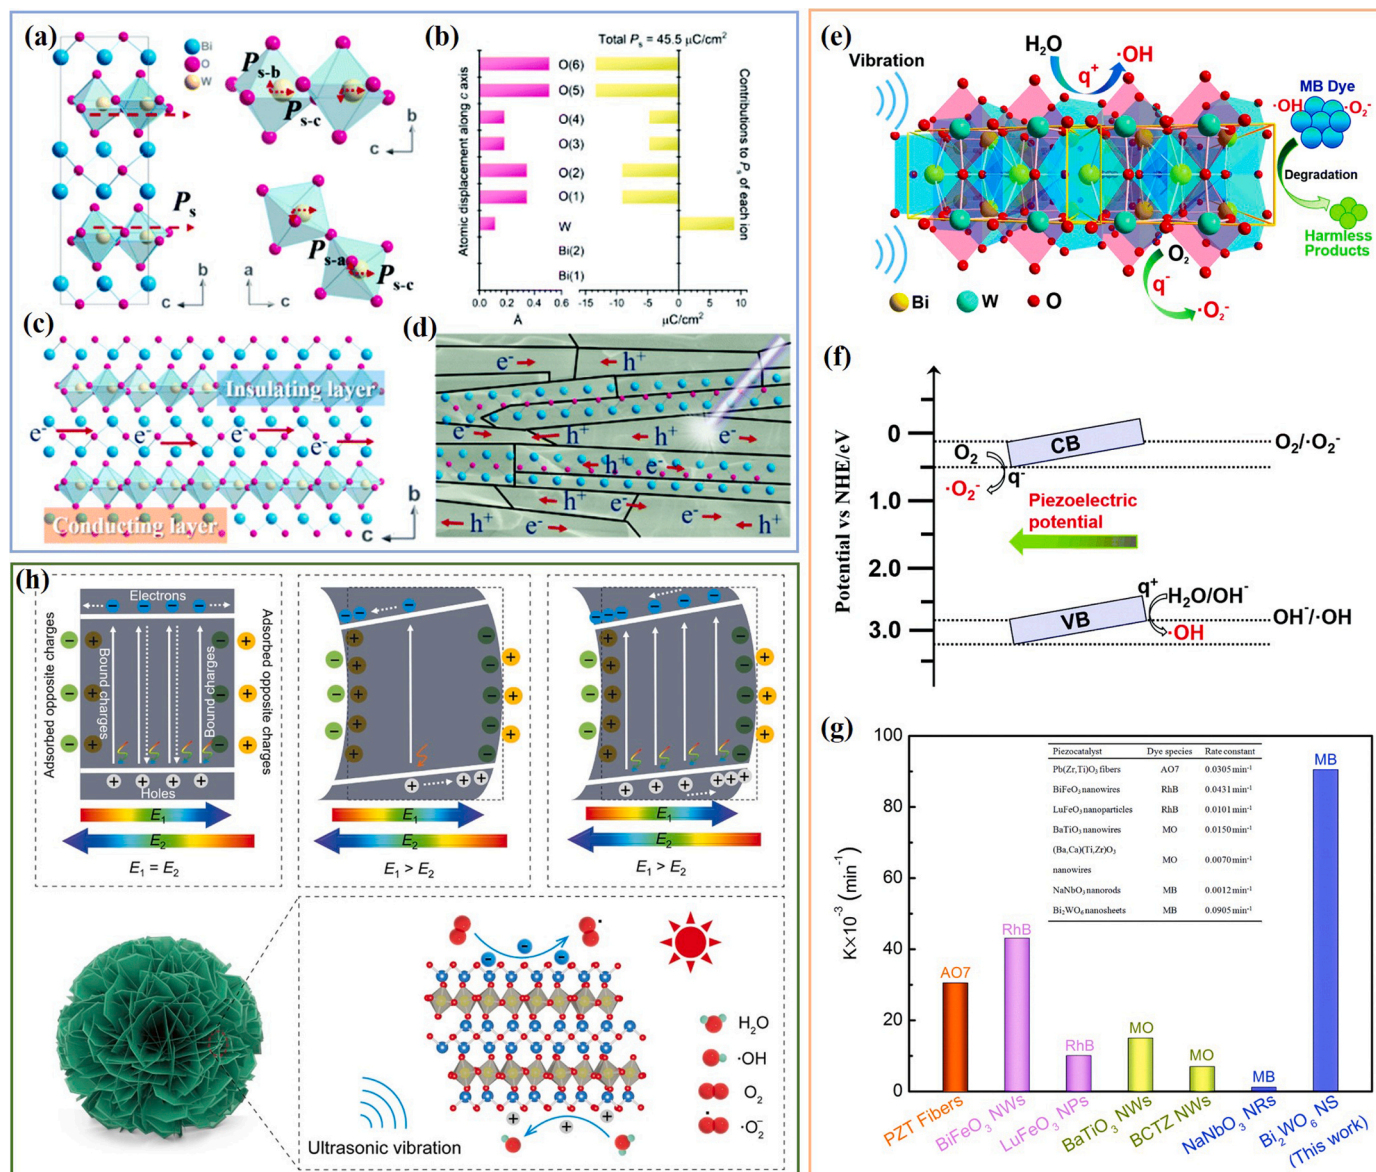 (a)
Bi
O
W
P s-b
P s-c
b
c
P s
P s-a
P s-c
b
c
a
c
(b)
Total Ps = 45.5 μC/cm²
Atomic displacement along c axis
O(6)
O(5)
O(4)
O(3)
O(2)
O(1)
W
Bi(2)
Bi(1)
Contributions to Ps of each ion
0.0 0.2 0.4 0.6
Å
-15 -10 -5 0 5 10
μC/cm²
(c)
Insulating layer
e⁻ e⁻ e⁻ e⁻
Conducting layer
b
c
(d)
e⁻ h⁺
e⁻ h⁺ h⁺ e⁻
h⁺ e⁻
h⁺ e⁻
h⁺ e⁻ e⁻ h⁺
(e)
Vibration
H₂O
q⁺
·OH
MB Dye
·OH ·O₂⁻
Degradation
Harmless
Products
O₂
q⁻
·O₂⁻
Bi W O
(f)
Potential vs NHE/eV
0
1.0
2.0
3.0
CB
O₂
q⁻
·O₂⁻
O₂/·O₂⁻
Piezoelectric
potential
q⁺
H₂O/OH⁻
VB
·OH
OH⁻/·OH
(g)
K×10⁻³ (min⁻¹)
100
80
60
40
20
0
Piezocatalyst Dye species Rate constant
Pb(Zr,Ti)O₃ fibers AO7 0.0305 min⁻¹
BiFeO₃ nanowires RhB 0.0431 min⁻¹
LuFeO₃ nanoparticles RhB 0.0101 min⁻¹
BaTiO₃ nanowires MO 0.0150 min⁻¹
(Ba,Ca)(Ti,Zr)O₃
nanowires MO 0.0070 min⁻¹
NaNbO₃ nanorods MB 0.0012 min⁻¹
Bi₂WO₆ nanosheets MB 0.0905 min⁻¹
AO7
RhB
RhB
MO
MO
MB
MB
PZT Fibers
BiFeO₃ NWs
LuFeO₃ NPs
BaTiO₃ NWs
BCTZ NWs
NaNbO₃ NRs
Bi₂WO₆ NS
(This work)
(h)
Adsorbed opposite charges
Electrons
Bound charges
Bound charges
Holes
Adsorbed opposite charges
E₁
E₂
E₁ = E₂
E₁
E₂
E₁ > E₂
E₁
E₂
E₁ > E₂
Ultrasonic vibration
H₂O
·OH
O₂
·O₂⁻